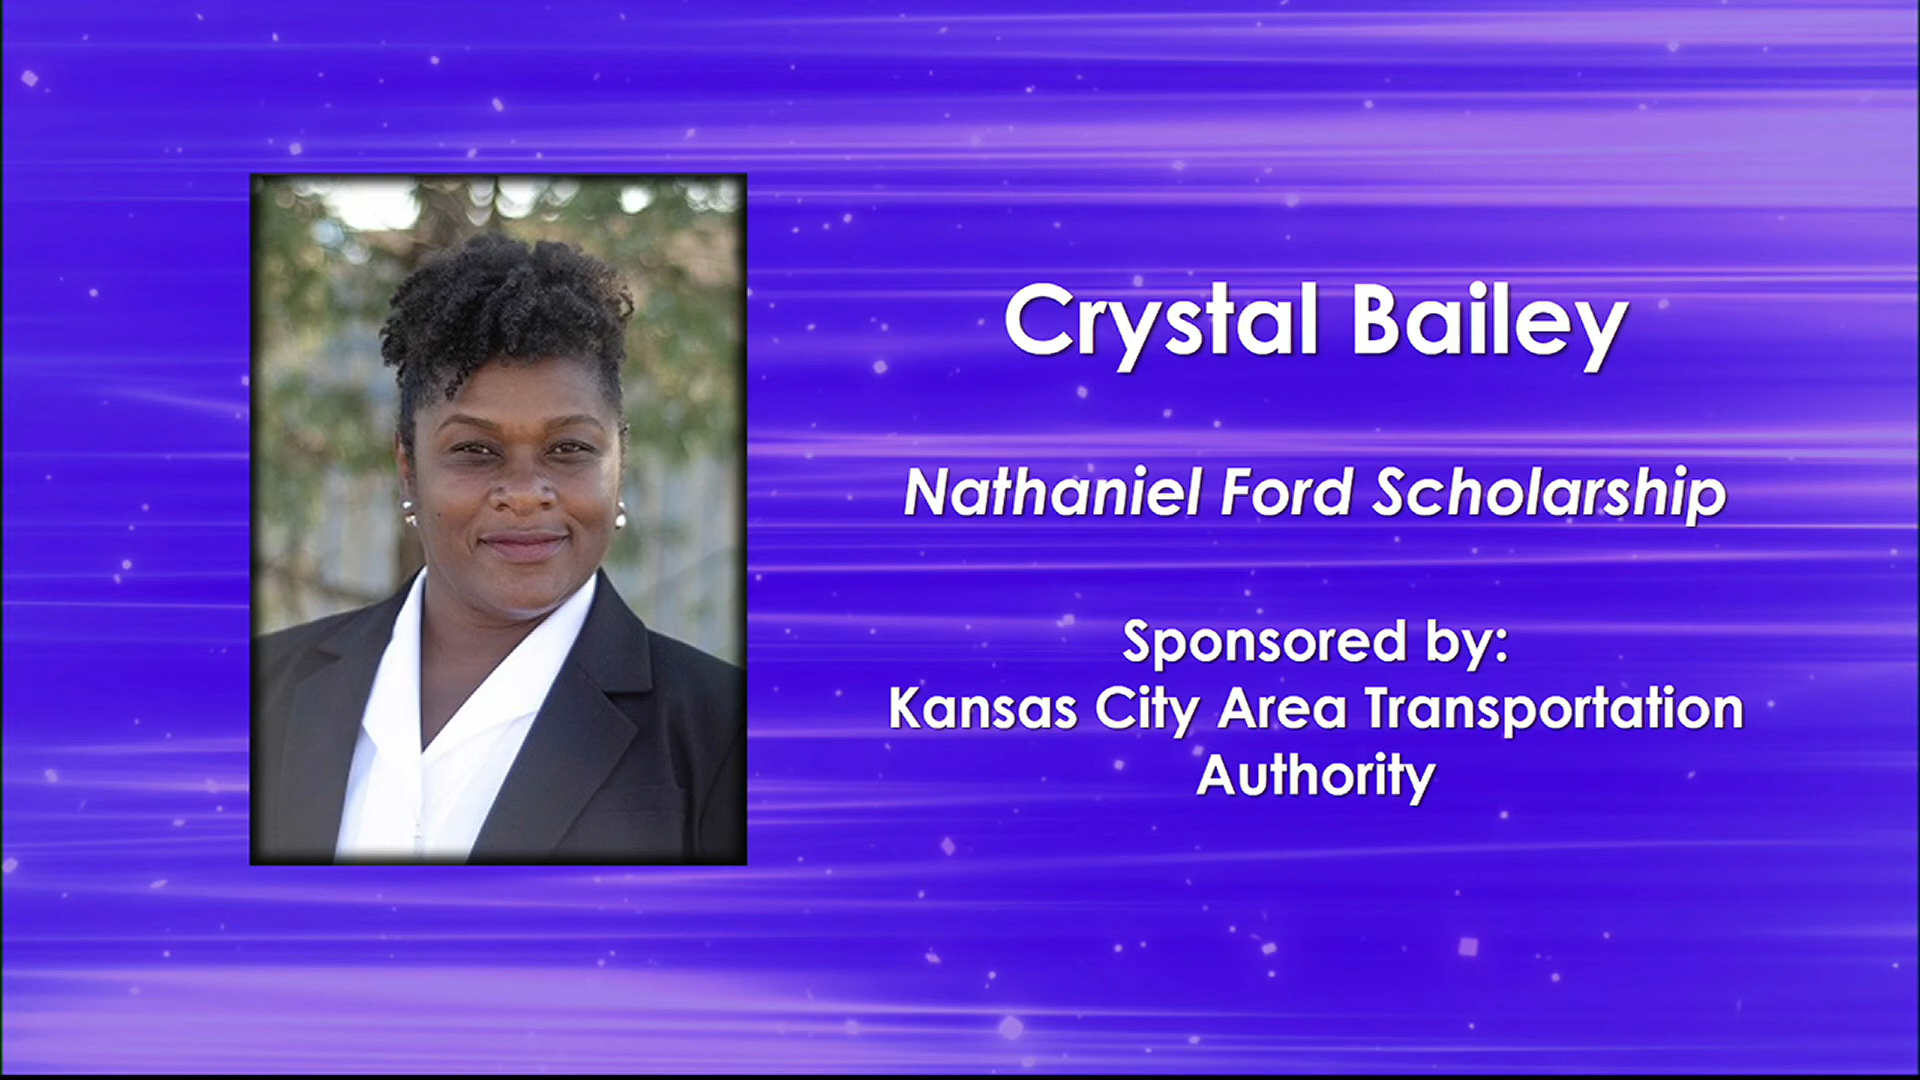 Crystal Bailey
Nathaniel Ford Scholarship
Sponsored by:
Kansas City Area Transportation
Authority